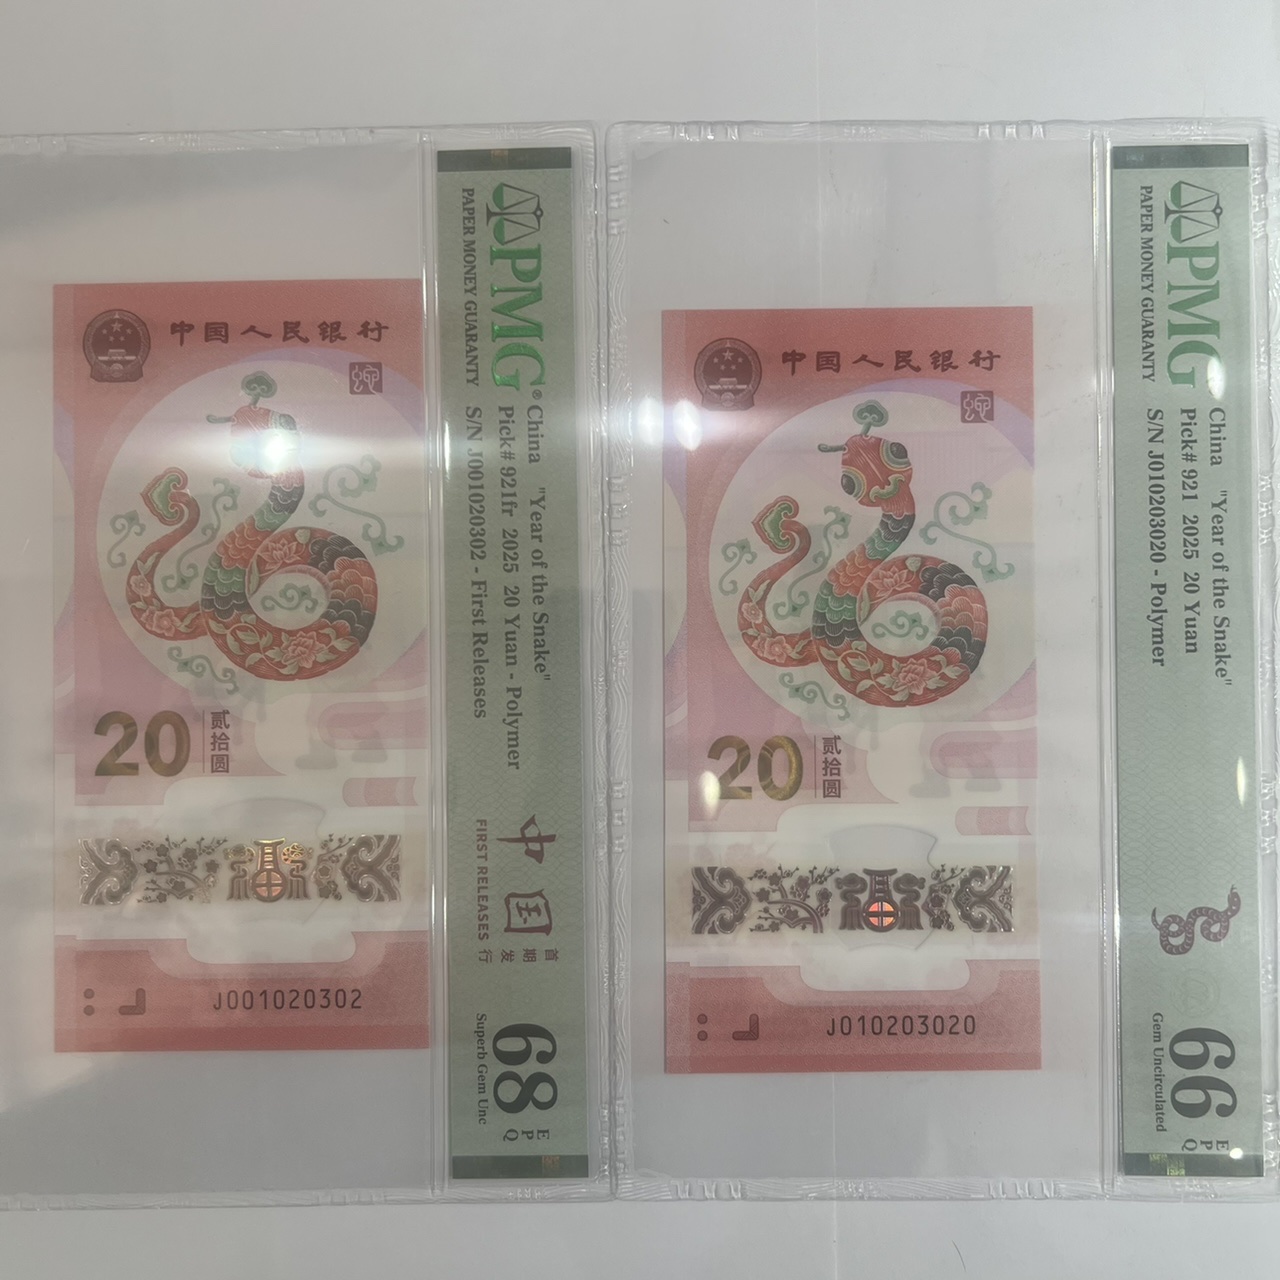 中国人民银行
蛇
20
贰拾圆
J001020302
PMG®
PAPER MONEY GUARANTY
China "Year of the Snake"
Pick# 921fr 2025 20 Yuan - Polymer
S/N J001020302 - First Releases
中国
首期发行
FIRST RELEASES
68
EPQ
Superb Gem Unc
中国人民银行
蛇
20
贰拾圆
J010203020
PMG
PAPER MONEY GUARANTY
China "Year of the Snake"
Pick# 921 2025 20 Yuan
S/N J010203020 - Polymer
66
EPQ
Gem Uncirculated